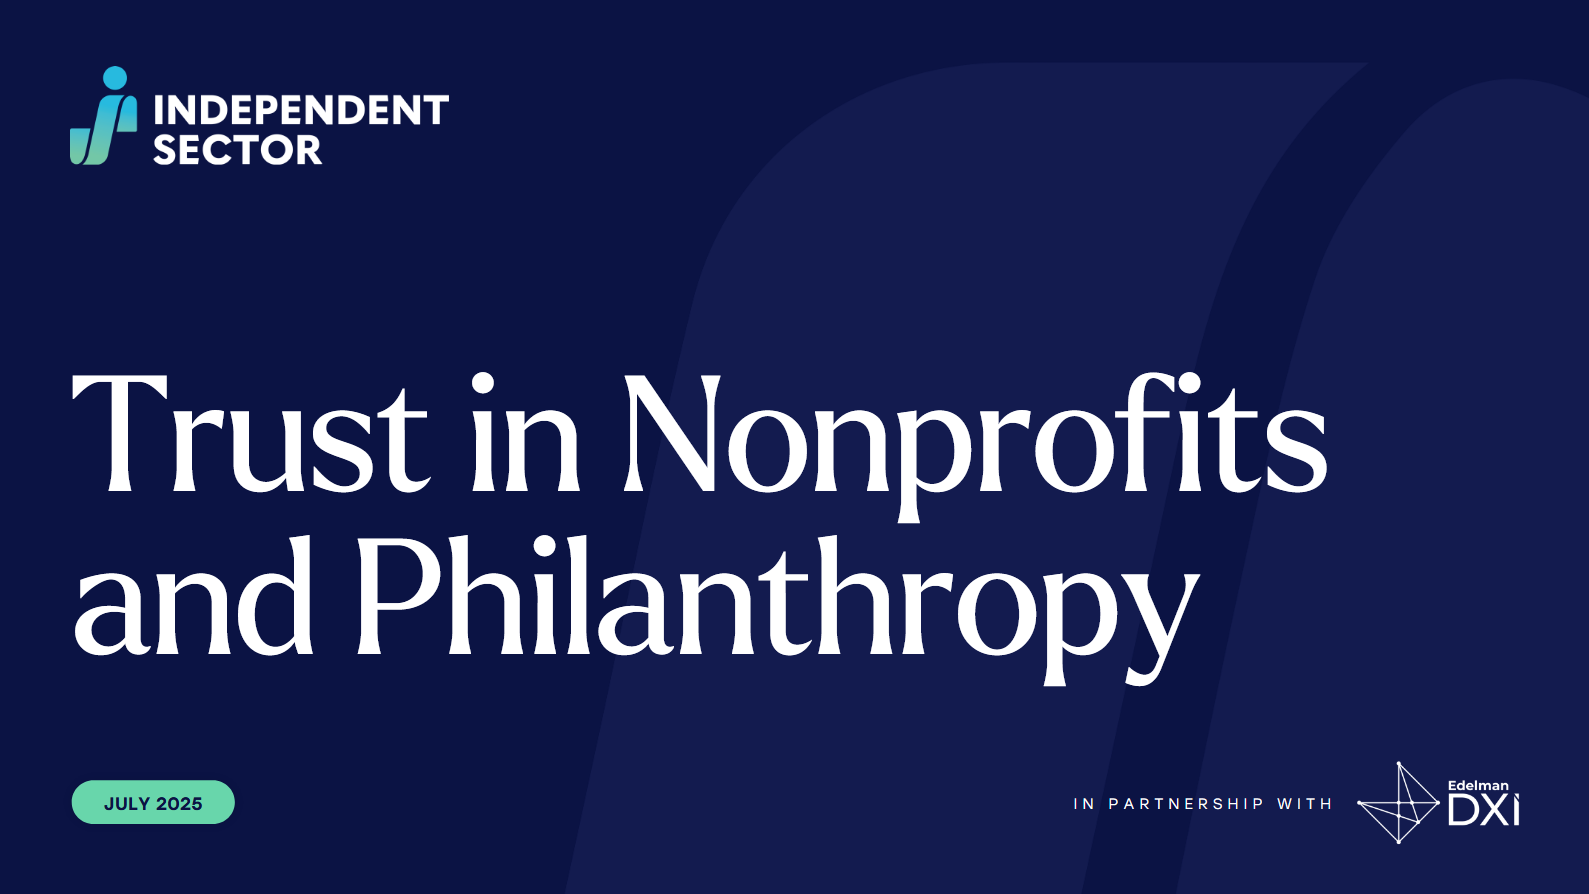 INDEPENDENT
SECTOR
Trust in Nonprofits
and Philanthropy
JULY 2025
IN PARTNERSHIP WITH
Edelman
DXI